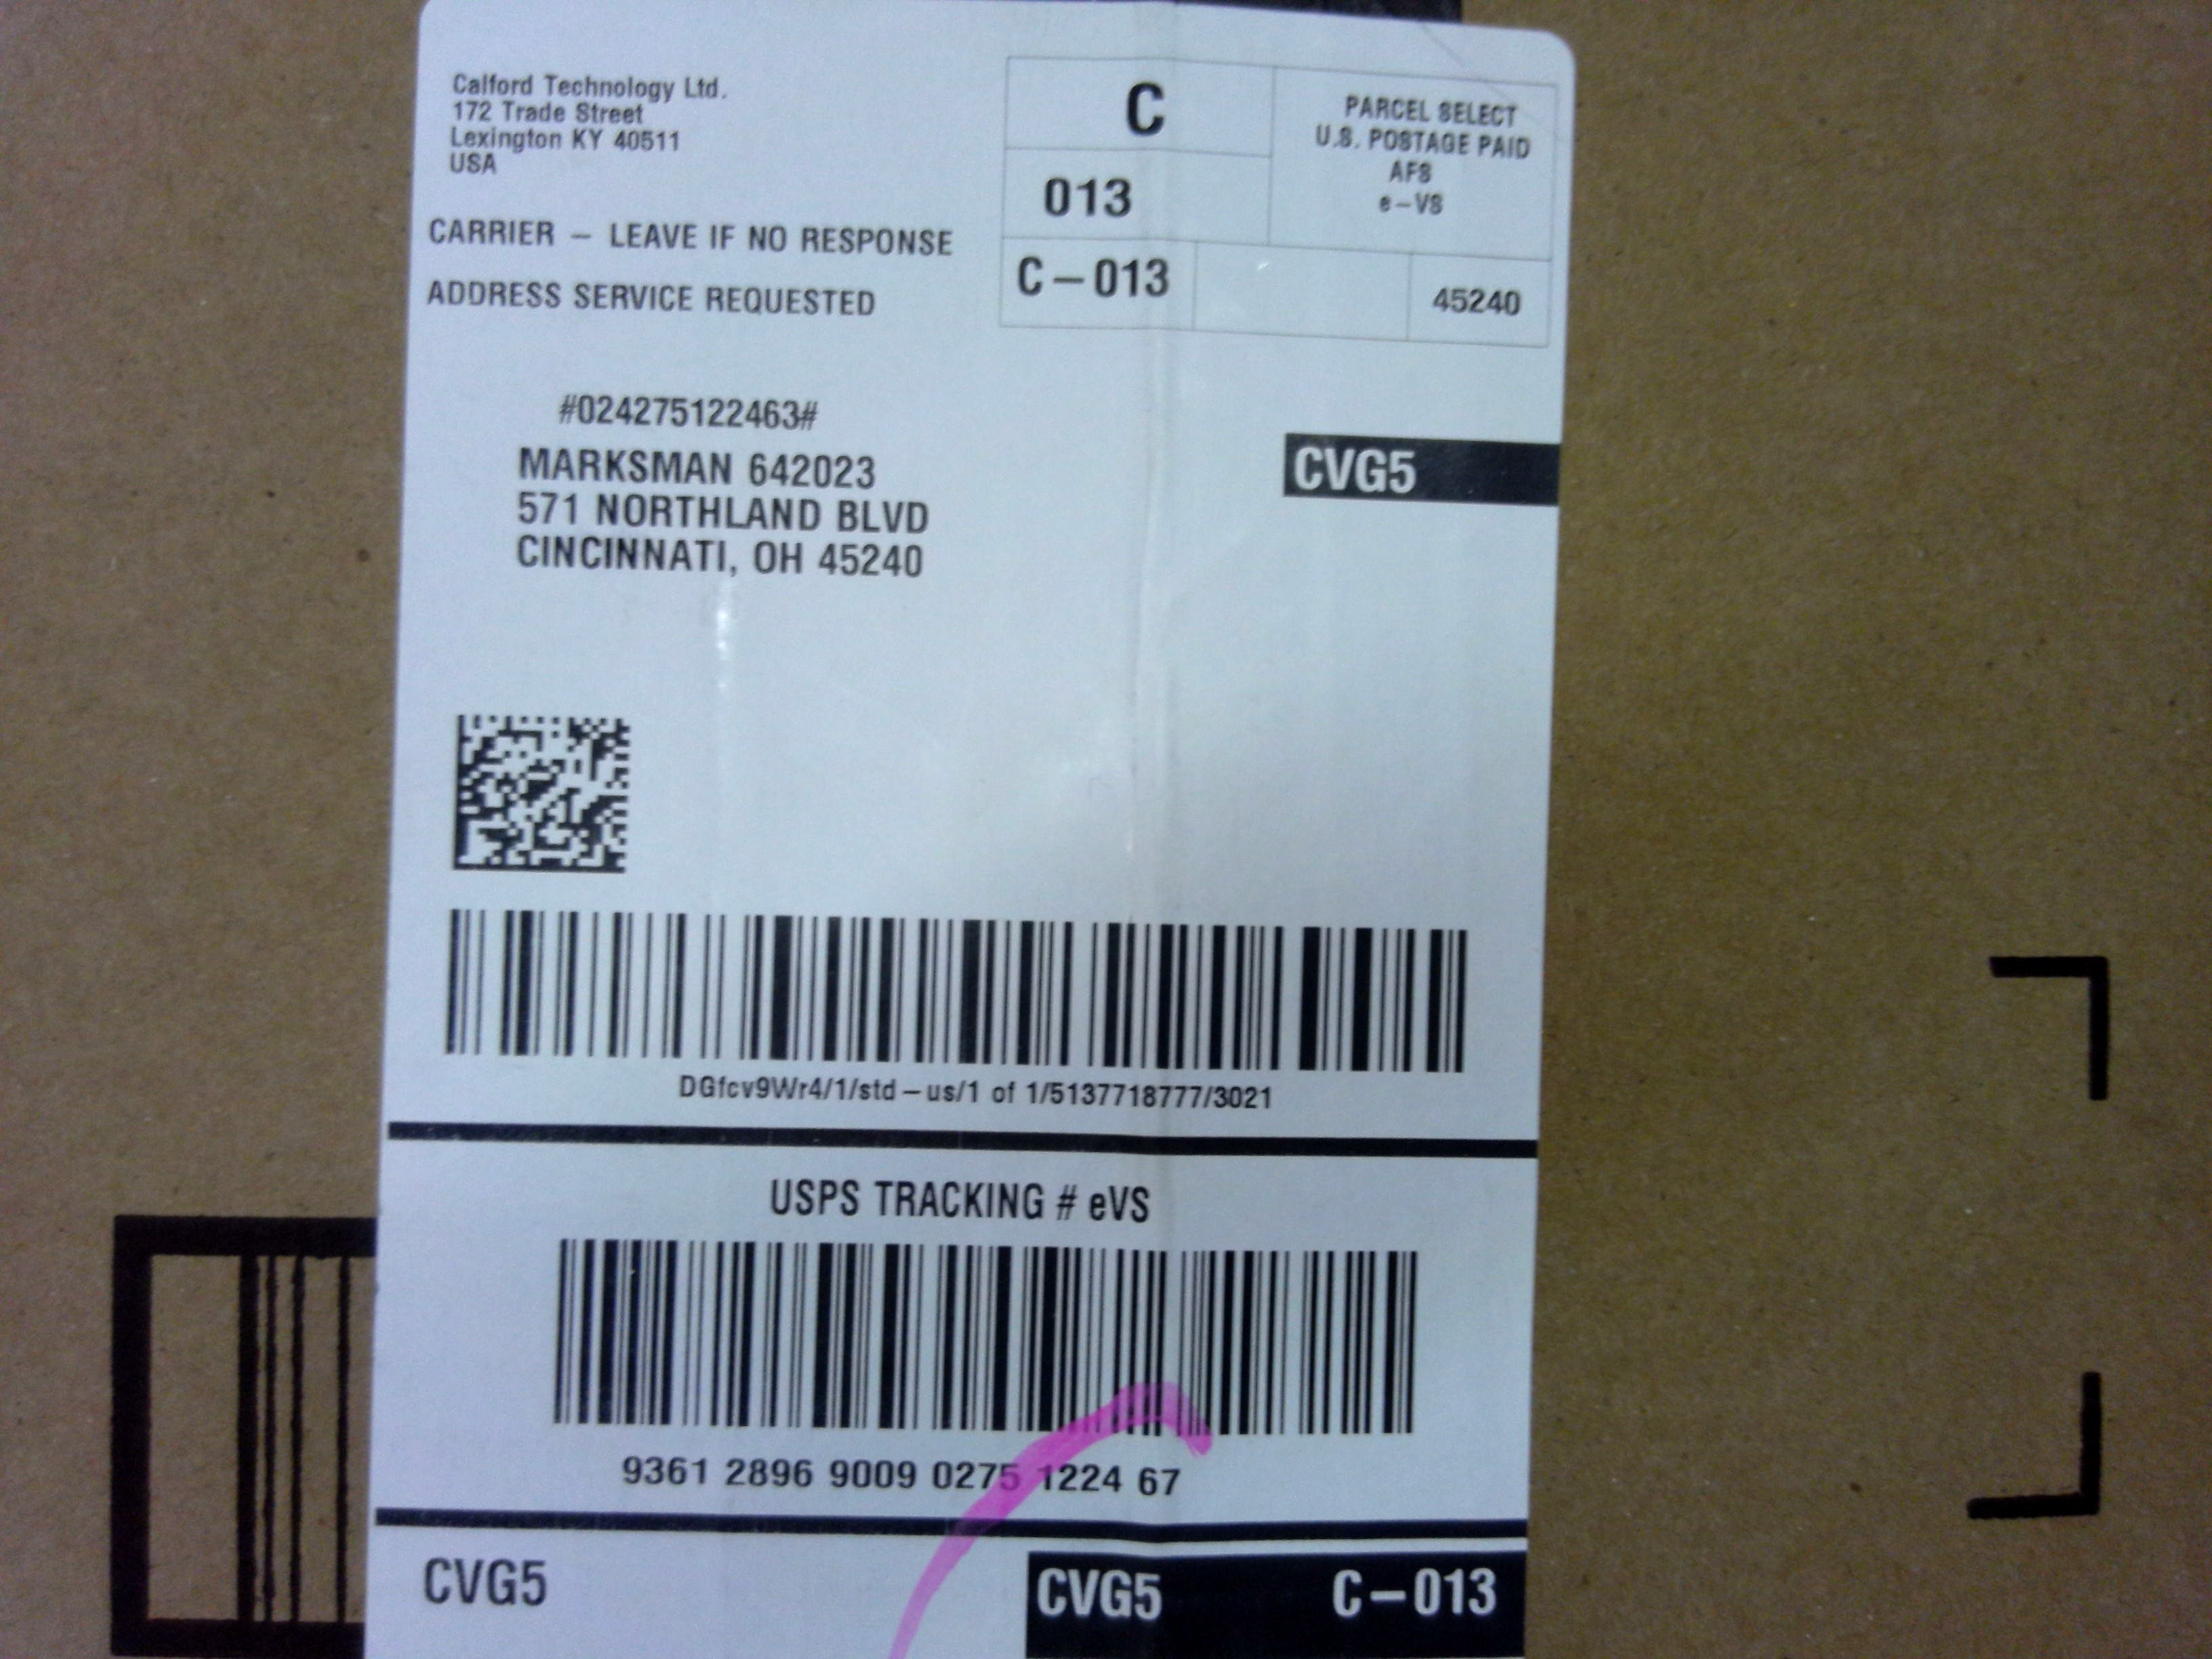 Calford Technology Ltd.
172 Trade Street
Lexington KY 40511
USA
CARRIER – LEAVE IF NO RESPONSE
ADDRESS SERVICE REQUESTED
C
013
C–013
PARCEL SELECT
U.S. POSTAGE PAID
AFS
e–VS
45240
#024275122463#
MARKSMAN 642023
571 NORTHLAND BLVD
CINCINNATI, OH 45240
CVG5
DGfcv9Wr4/1/std–us/1 of 1/5137718777/3021
USPS TRACKING # eVS
9361 2896 9009 0275 1224 67
CVG5
CVG5 C–013